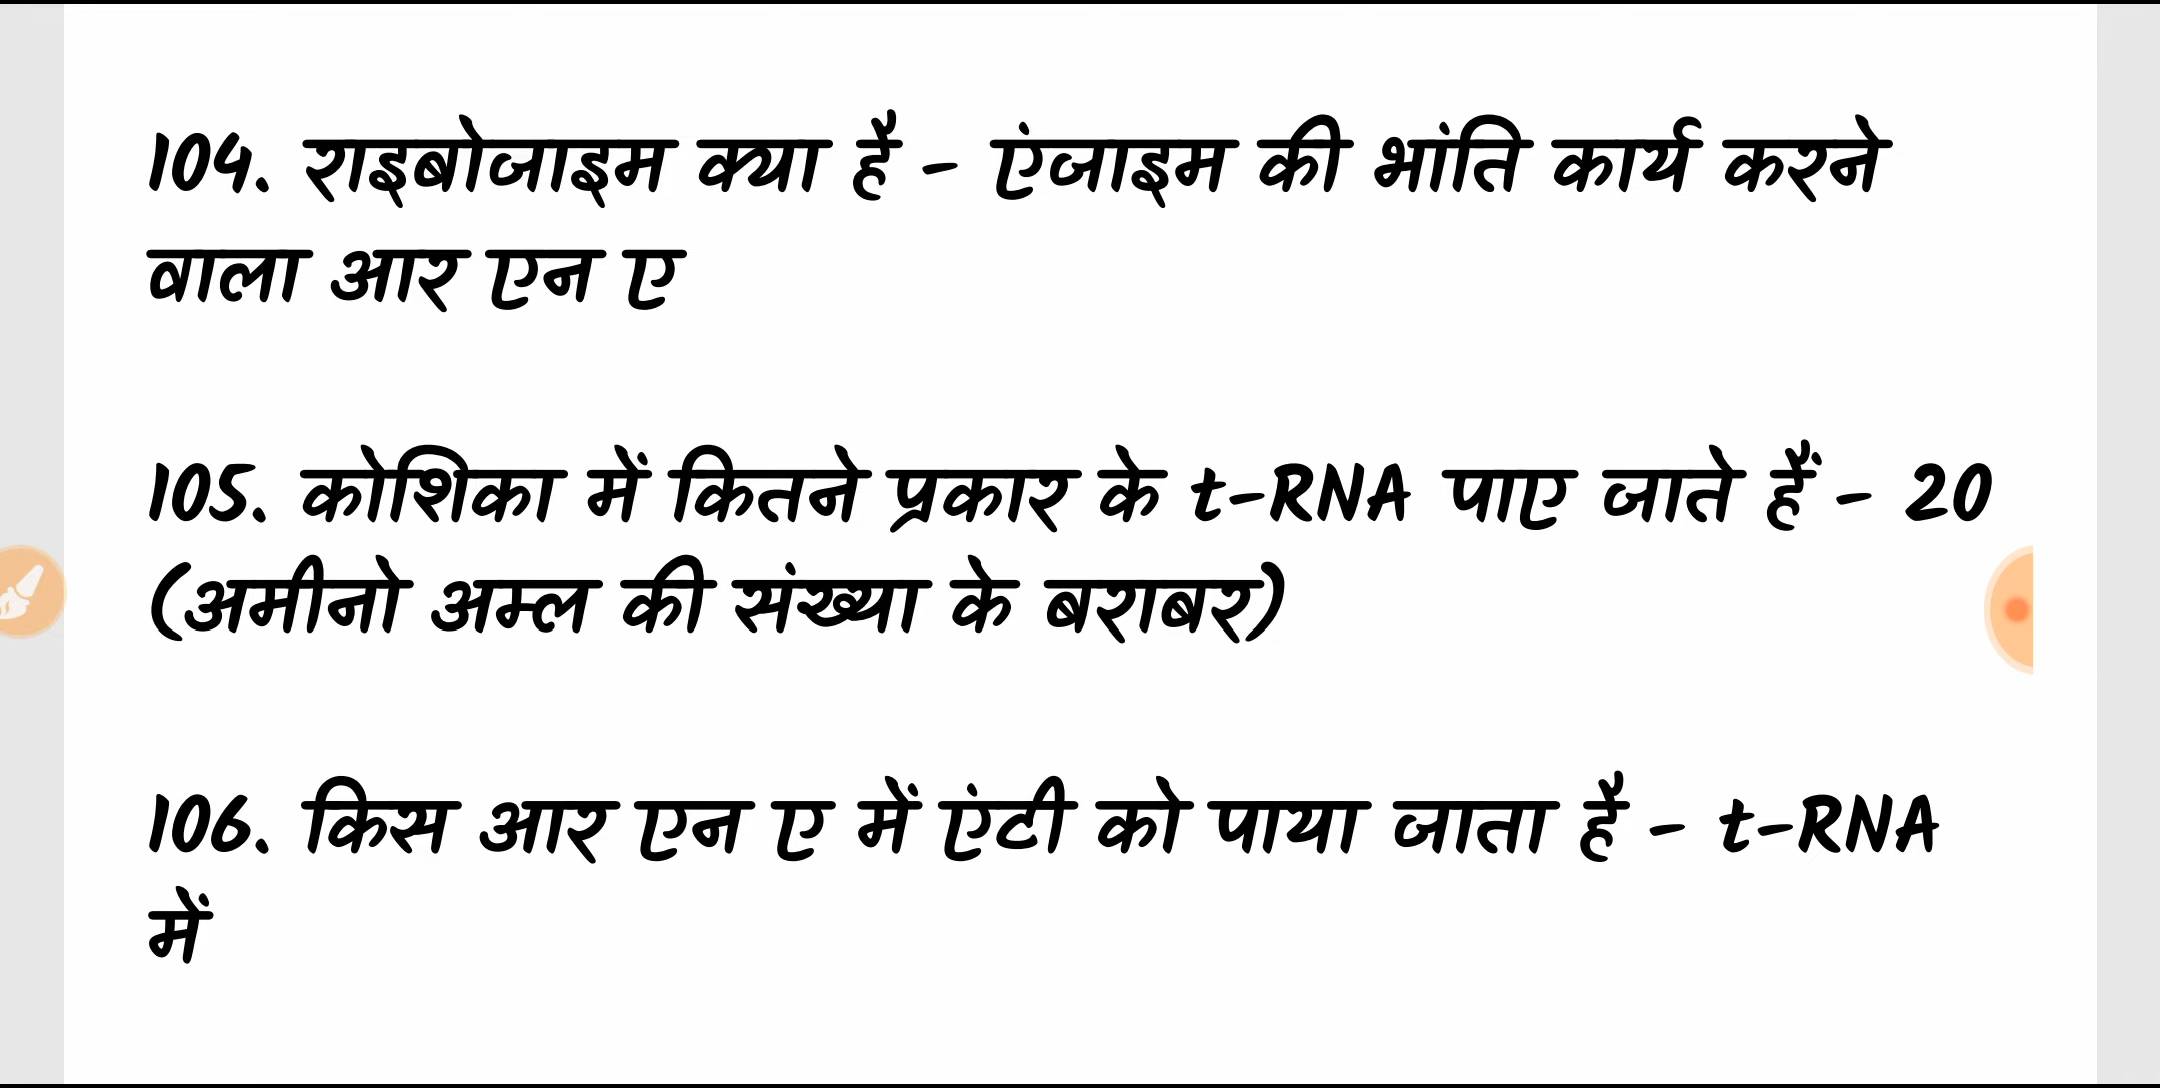 104. राइबोजाइम क्या है - एंजाइम की भांति कार्य करने
वाला आर एन ए
105. कोशिका में कितने प्रकार के t-RNA पाए जाते हैं - 20
(अमीनो अम्ल की संख्या के बराबर)
106. किस आर एन ए में एंटी को पाया जाता है - t-RNA
में